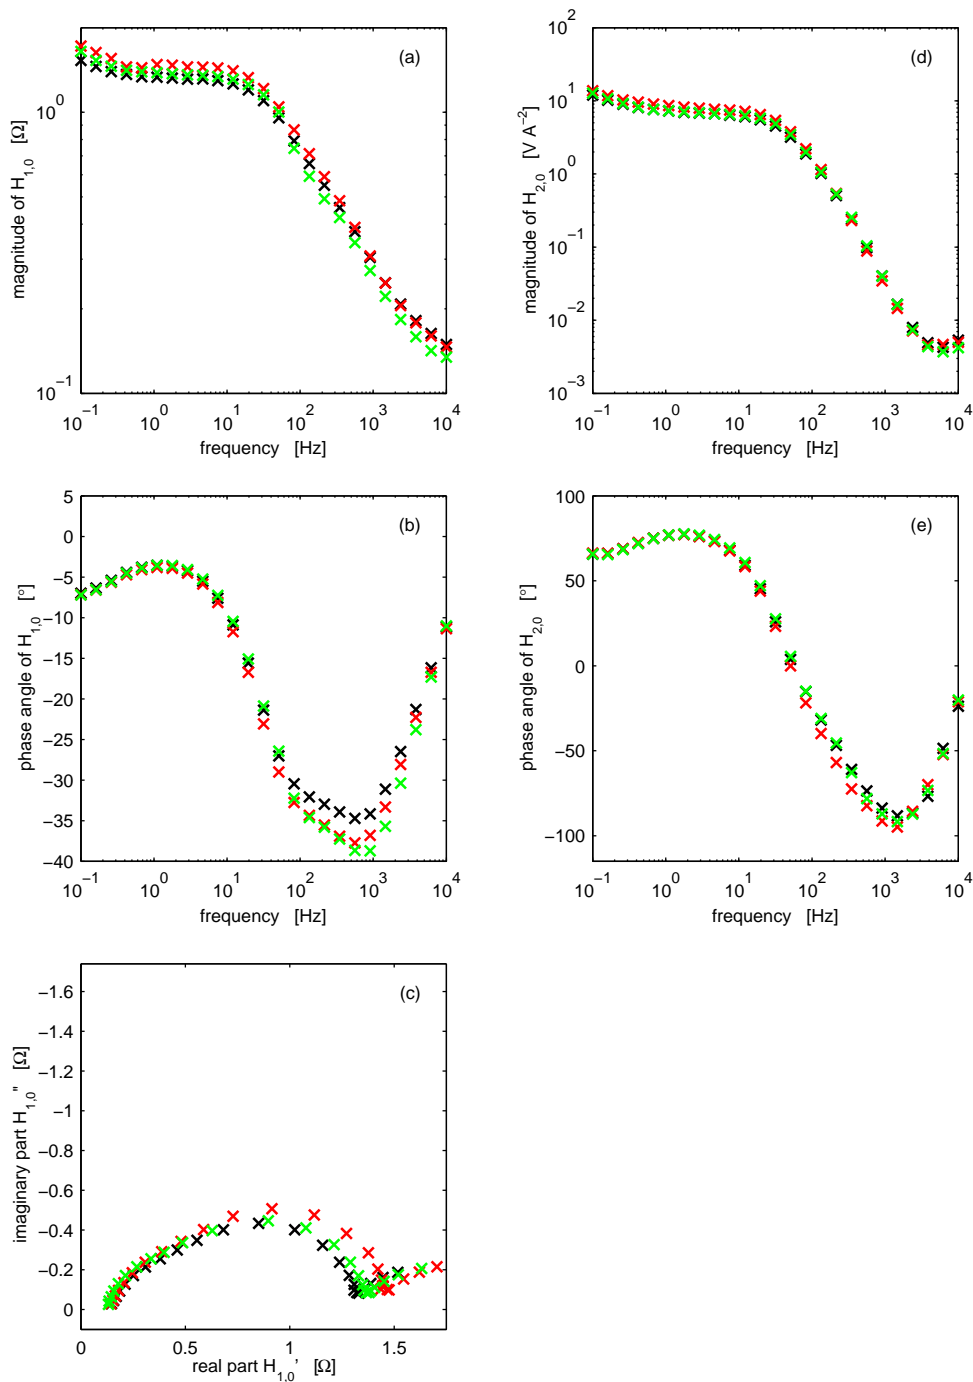 (a)
10^0
10^−1
magnitude of H_1,0 [Ω]
10^−1 10^0 10^1 10^2 10^3 10^4
frequency [Hz]
(d)
10^2
10^1
10^0
10^−1
10^−2
10^−3
magnitude of H_2,0 [V A^−2]
10^−1 10^0 10^1 10^2 10^3 10^4
frequency [Hz]
(b)
5
0
−5
−10
−15
−20
−25
−30
−35
−40
phase angle of H_1,0 [°]
10^−1 10^0 10^1 10^2 10^3 10^4
frequency [Hz]
(e)
100
50
0
−50
−100
phase angle of H_2,0 [°]
10^−1 10^0 10^1 10^2 10^3 10^4
frequency [Hz]
(c)
−1.6
−1.4
−1.2
−1
−0.8
−0.6
−0.4
−0.2
0
imaginary part H_1,0'' [Ω]
0 0.5 1 1.5
real part H_1,0' [Ω]